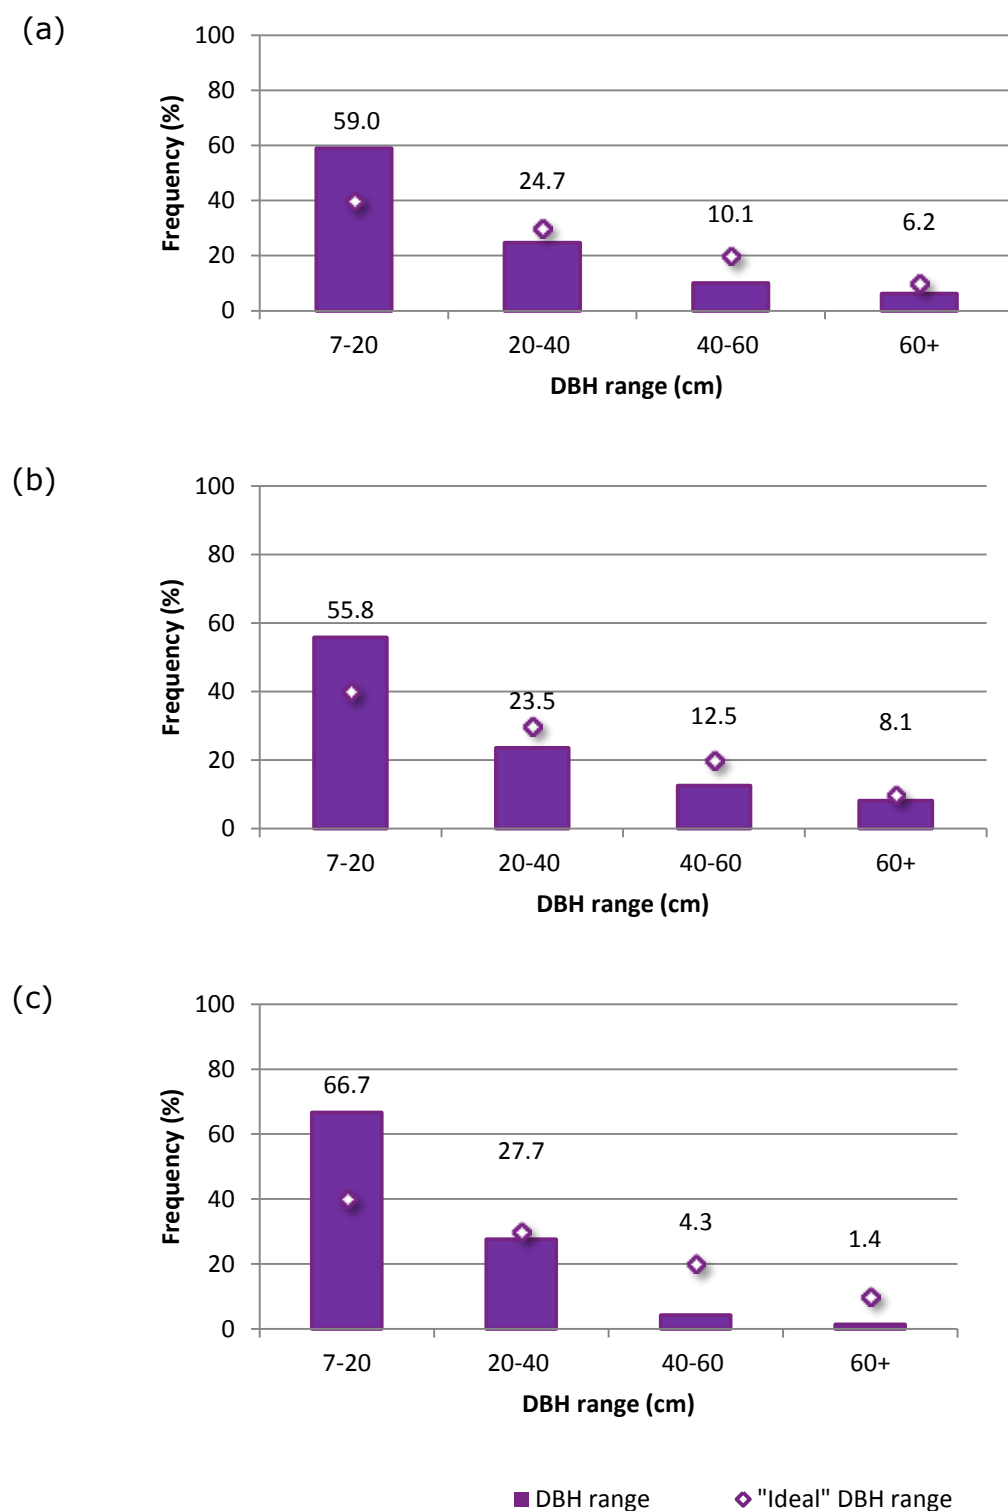 (a)
100
80
60
40
20
0
Frequency (%)
59.0
24.7
10.1
6.2
7-20 20-40 40-60 60+
DBH range (cm)
(b)
100
80
60
40
20
0
Frequency (%)
55.8
23.5
12.5
8.1
7-20 20-40 40-60 60+
DBH range (cm)
(c)
100
80
60
40
20
0
Frequency (%)
66.7
27.7
4.3
1.4
7-20 20-40 40-60 60+
DBH range (cm)
DBH range "Ideal" DBH range